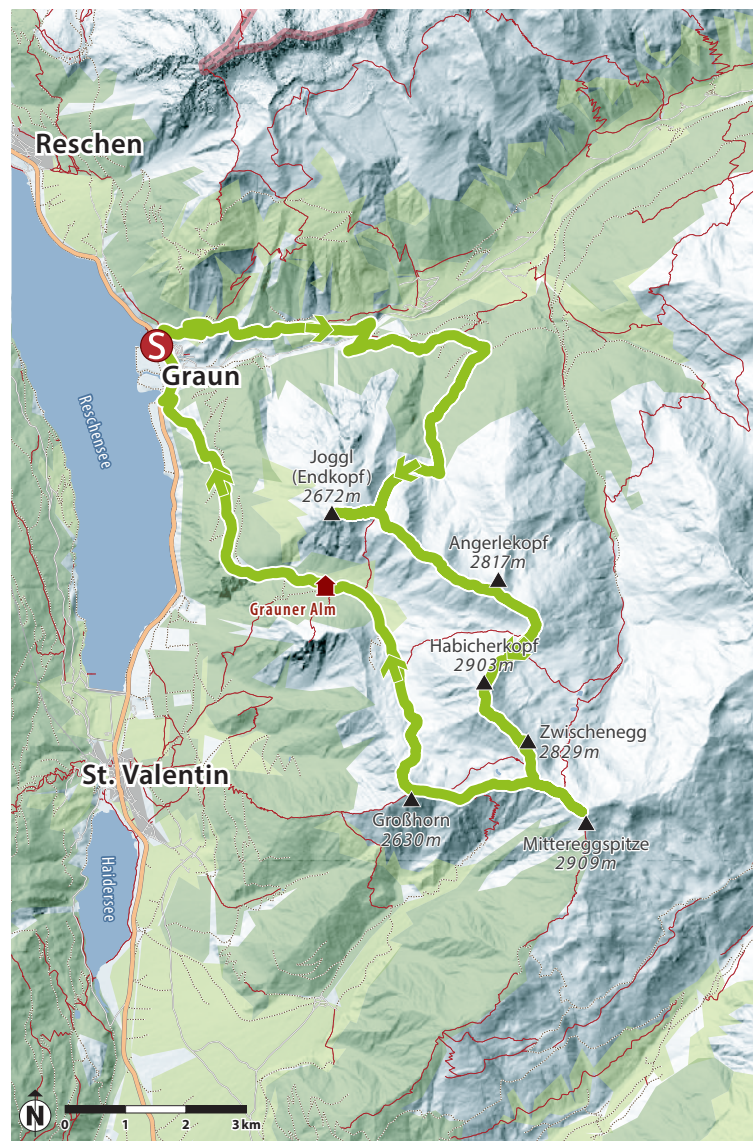 Reschen
S
Graun
Reschensee
Joggl
(Endkopf)
2672m
Angerlekopf
2817m
Grauner Alm
Habicherkopf
2903m
Zwischenegg
2829m
St. Valentin
Großhorn
2630m
Mittereggspitze
2909m
Haidersee
N
0 1 2 3 km